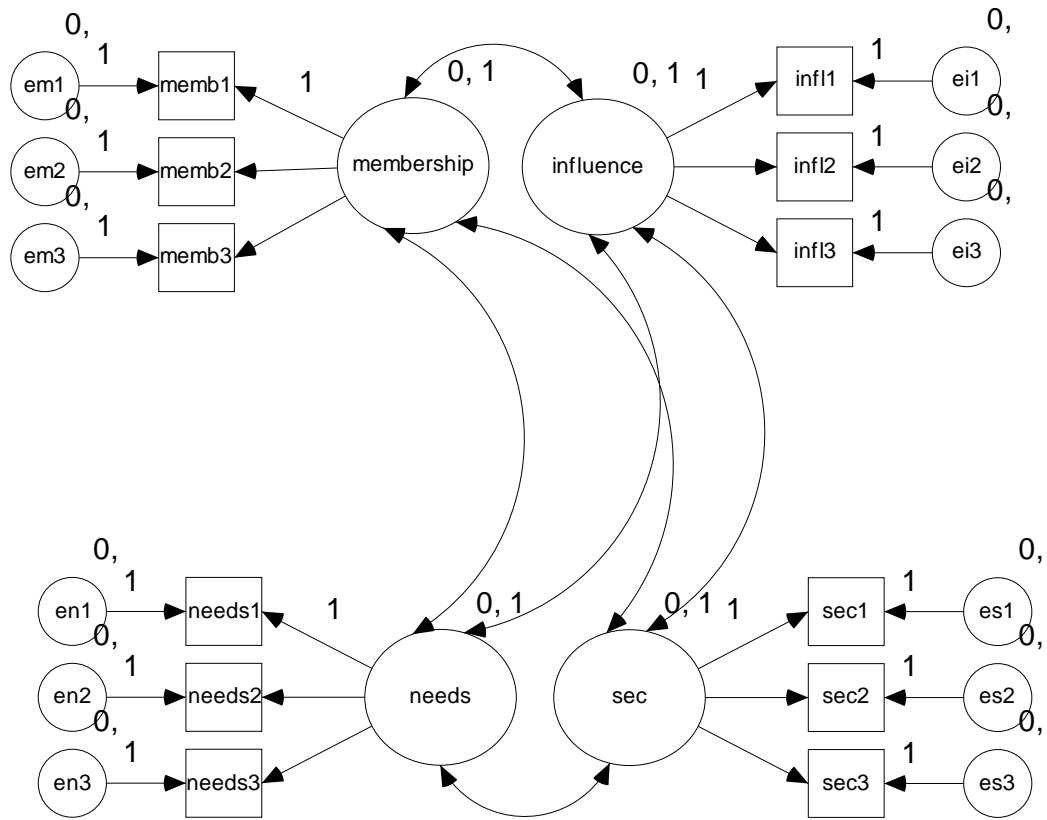 0,
1
em1
memb1
1
0,
1
em2
memb2
0,
1
em3
memb3
0, 1
membership
0, 1
influence
1
infl1
1
0,
ei1
infl2
1
0,
ei2
infl3
1
0,
ei3
0,
1
en1
needs1
1
0,
1
en2
needs2
0,
1
en3
needs3
0, 1
needs
0, 1
sec
1
sec1
1
0,
es1
sec2
1
0,
es2
sec3
1
0,
es3